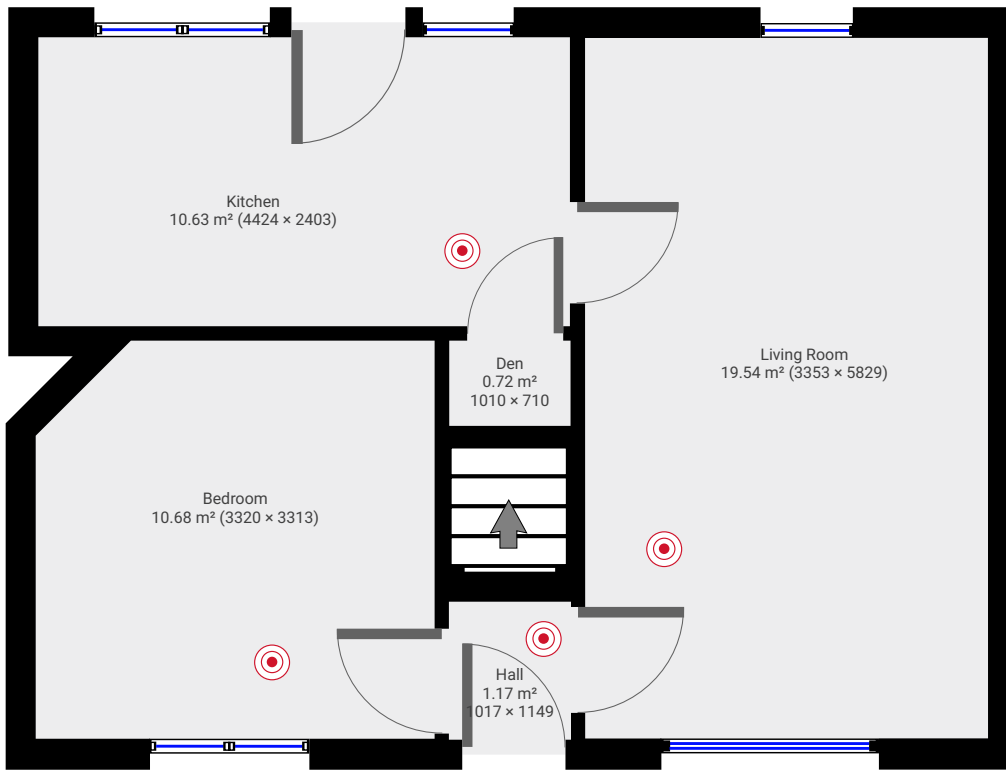 Kitchen
10.63 m² (4424 × 2403)
Living Room
19.54 m² (3353 × 5829)
Den
0.72 m²
1010 × 710
Bedroom
10.68 m² (3320 × 3313)
Hall
1.17 m²
1017 × 1149